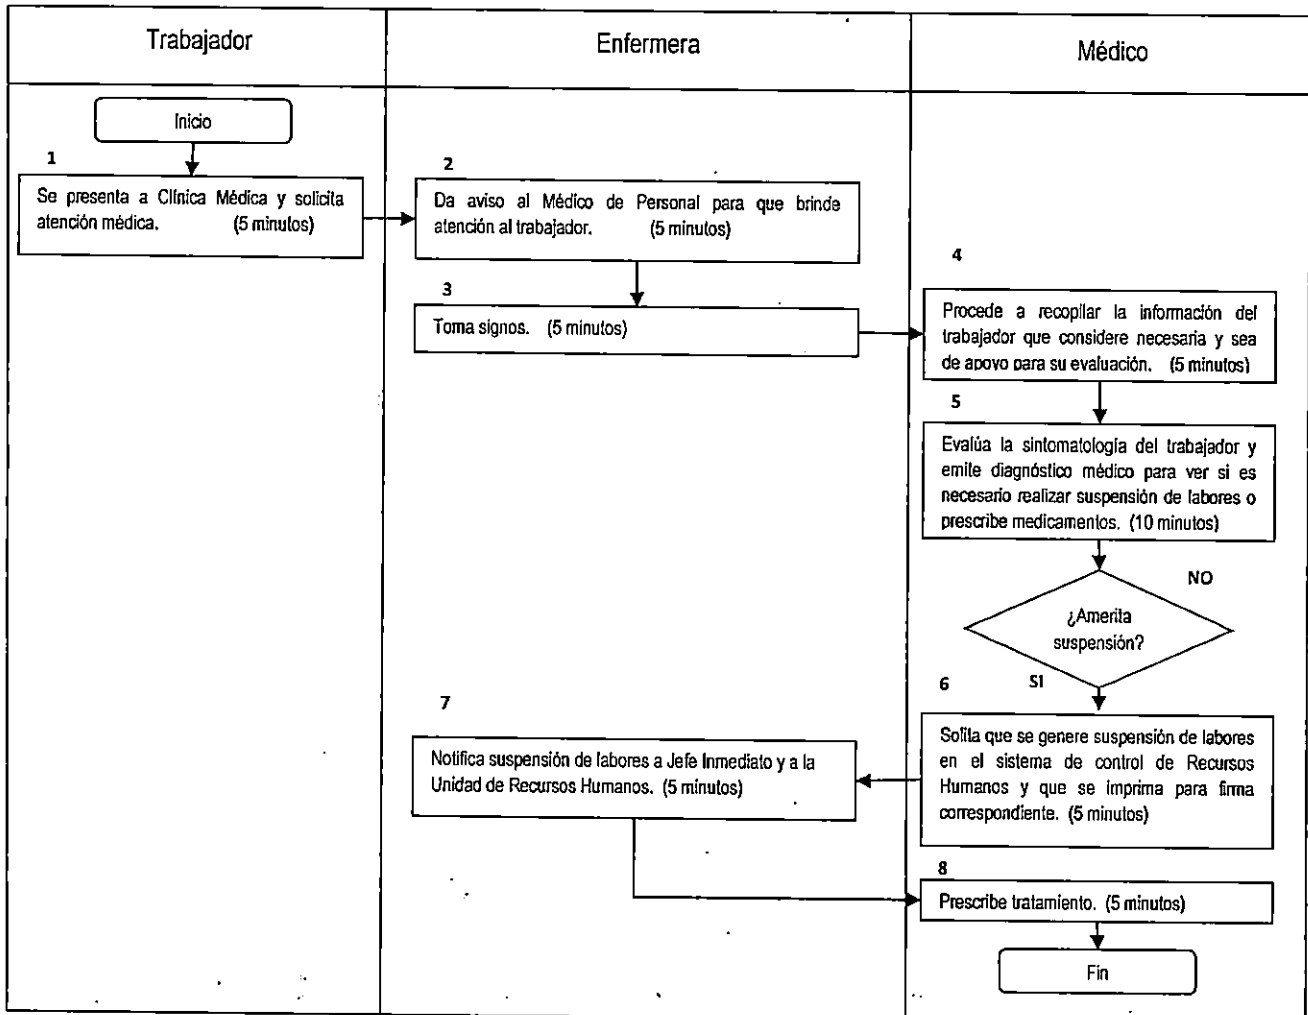 Trabajador
Enfermera
Médico
Inicio
1
Se presenta a Clínica Médica y solicita
atención médica. (5 minutos)
2
Da aviso al Médico de Personal para que brinde
atención al trabajador. (5 minutos)
3
Toma signos. (5 minutos)
4
Procede a recopilar la información del
trabajador que considere necesaria y sea
de apoyo para su evaluación. (5 minutos)
5
Evalúa la sintomatología del trabajador y
emite diagnóstico médico para ver si es
necesario realizar suspensión de labores o
prescribe medicamentos. (10 minutos)
NO
¿Amerita
suspensión?
SI
6
Solita que se genere suspensión de labores
en el sistema de control de Recursos
Humanos y que se imprima para firma
correspondiente. (5 minutos)
7
Notifica suspensión de labores a Jefe Inmediato y a la
Unidad de Recursos Humanos. (5 minutos)
8
Prescribe tratamiento. (5 minutos)
Fin